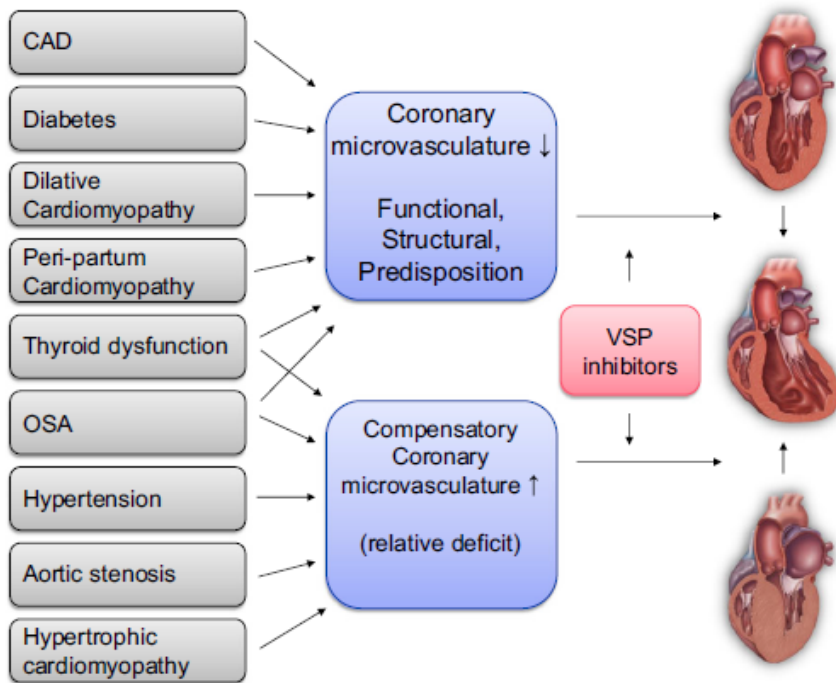 CAD
Diabetes
Dilative
Cardiomyopathy
Peri-partum
Cardiomyopathy
Thyroid dysfunction
OSA
Hypertension
Aortic stenosis
Hypertrophic
cardiomyopathy
Coronary
microvasculature ↓
Functional,
Structural,
Predisposition
Compensatory
Coronary
microvasculature ↑
(relative deficit)
VSP
inhibitors